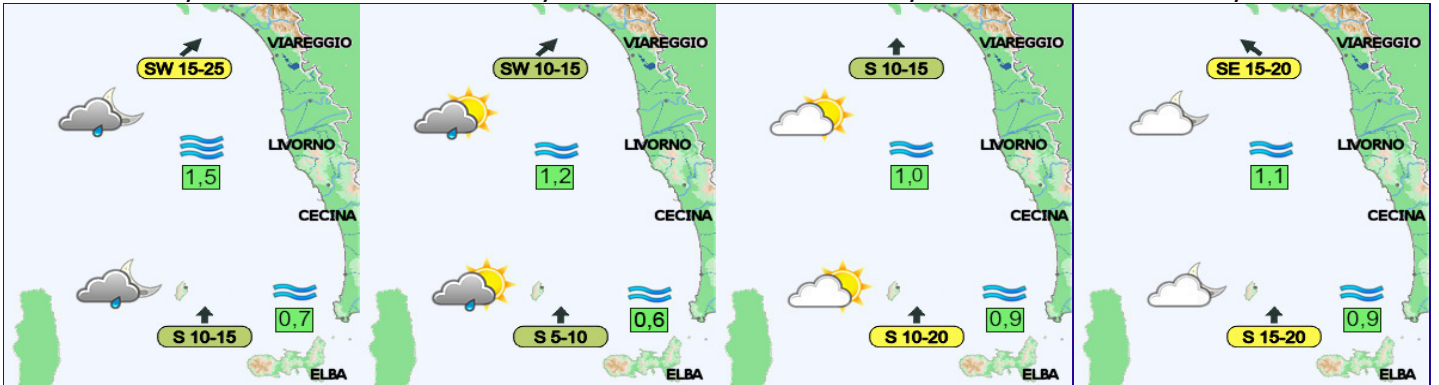 VIAREGGIO
SW 15-25
LIVORNO
1,5
CECINA
0,7
S 10-15
ELBA
VIAREGGIO
SW 10-15
LIVORNO
1,2
CECINA
0,6
S 5-10
ELBA
VIAREGGIO
S 10-15
LIVORNO
1,0
CECINA
0,9
S 10-20
ELBA
VIAREGGIO
SE 15-20
LIVORNO
1,1
CECINA
0,9
S 15-20
ELBA